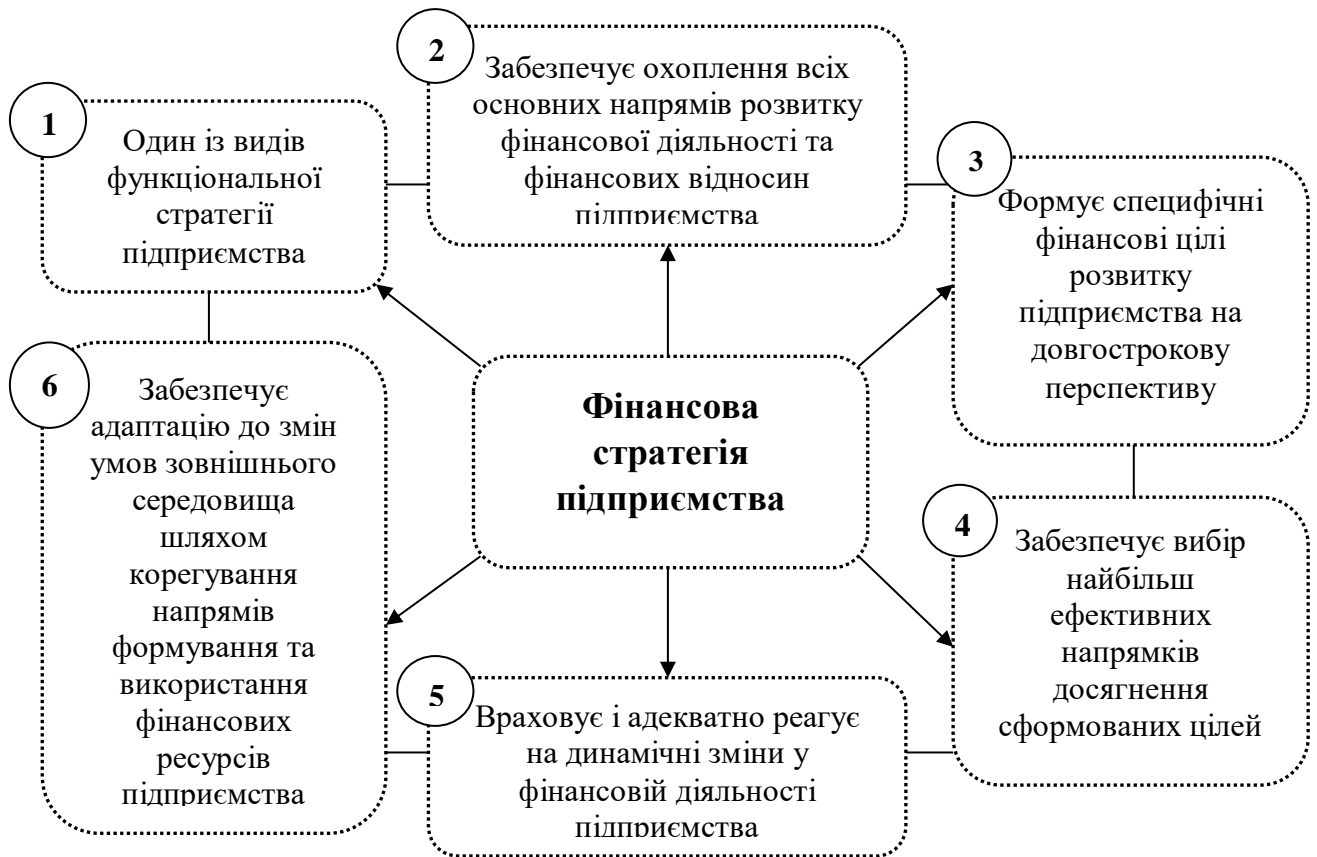 1
Один із видів
функціональної
стратегії
підприємства
2
Забезпечує охоплення всіх
основних напрямів розвитку
фінансової діяльності та
фінансових відносин
підприємства
3
Формує специфічні
фінансові цілі
розвитку
підприємства на
довгострокову
перспективу
Фінансова
стратегія
підприємства
4
Забезпечує вибір
найбільш
ефективних
напрямків
досягнення
сформованих цілей
5
Враховує і адекватно реагує
на динамічні зміни у
фінансовій діяльності
підприємства
6
Забезпечує
адаптацію до змін
умов зовнішнього
середовища
шляхом
корегування
напрямів
формування та
використання
фінансових
ресурсів
підприємства